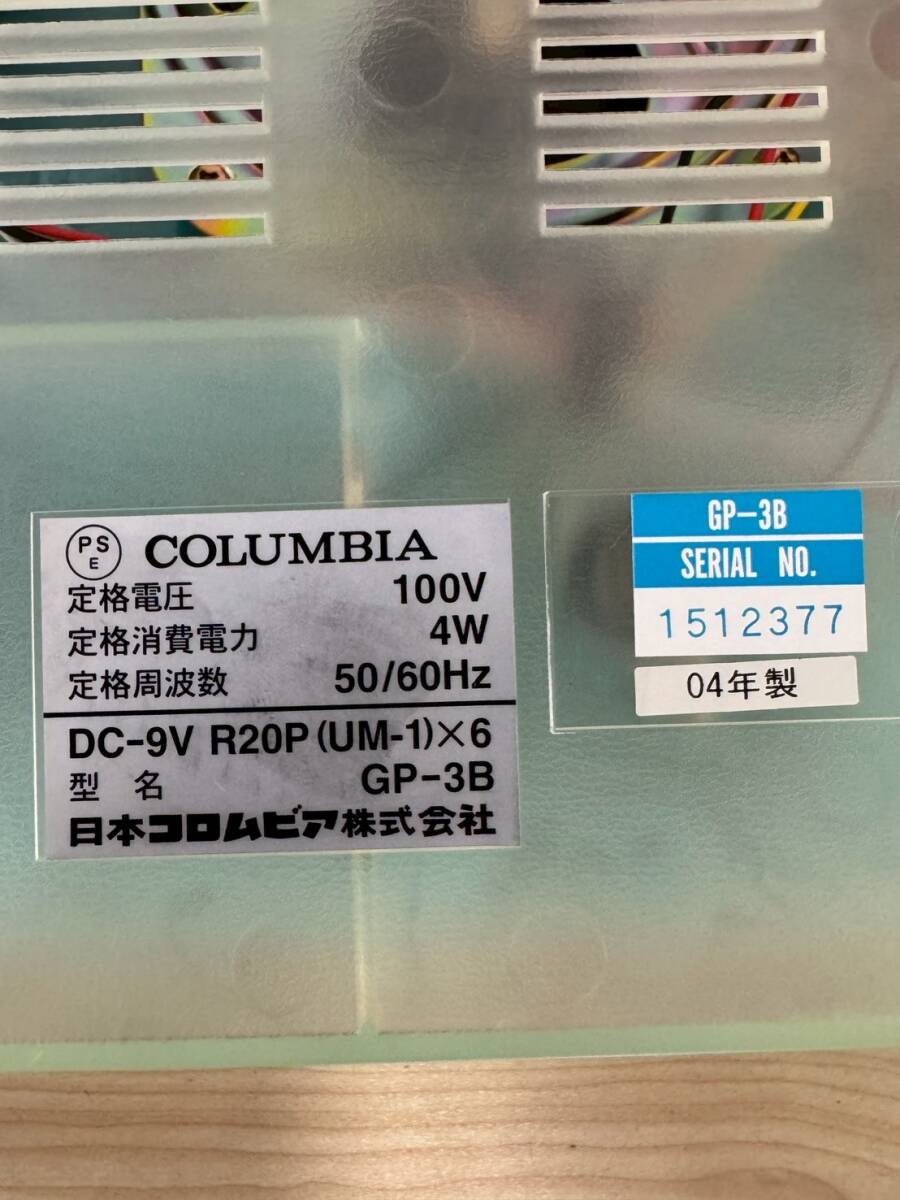 PS
E
COLUMBIA
定格電圧 100V
定格消費電力 4W
定格周波数 50/60Hz
DC-9V R20P(UM-1)×6
型 名 GP-3B
日本コロムビア株式会社
GP-3B
SERIAL NO.
1512377
04年製